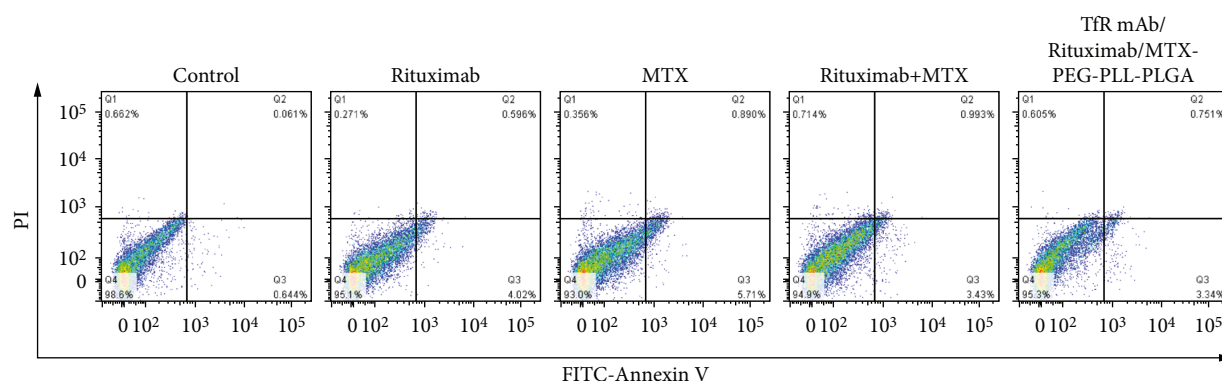 TfR mAb/
Rituximab/MTX-
PEG-PLL-PLGA
Control
Rituximab
MTX
Rituximab+MTX
PI
10⁵
10⁴
10³
10²
0
Q1
0.662%
Q2
0.061%
Q4
98.6%
Q3
0.644%
0 10² 10³ 10⁴ 10⁵
Q1
0.271%
Q2
0.596%
Q4
95.1%
Q3
4.02%
0 10² 10³ 10⁴ 10⁵
Q1
0.356%
Q2
0.890%
Q4
93.0%
Q3
5.71%
0 10² 10³ 10⁴ 10⁵
Q1
0.714%
Q2
0.993%
Q4
94.9%
Q3
3.43%
0 10² 10³ 10⁴ 10⁵
Q1
0.605%
Q2
0.751%
Q4
95.3%
Q3
3.34%
0 10² 10³ 10⁴ 10⁵
FITC-Annexin V